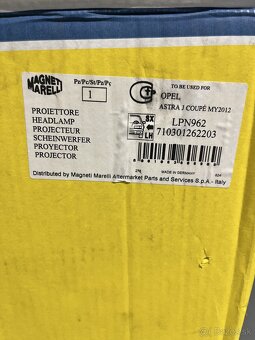 MAGNETI
MARELLI
Pz/Pc/St/Pz/Pç
1
TO BE USED FOR
OPEL
ASTRA J COUPÉ MY2012
PROIETTORE
HEADLAMP
PROJECTEUR
SCHEINWERFER
PROYECTOR
PROJECTOR
SX
LH
LPN962
710301262203
MADE IN GERMANY
Distributed by Magneti Marelli Aftermarket Parts and Services S.p.A. - Italy